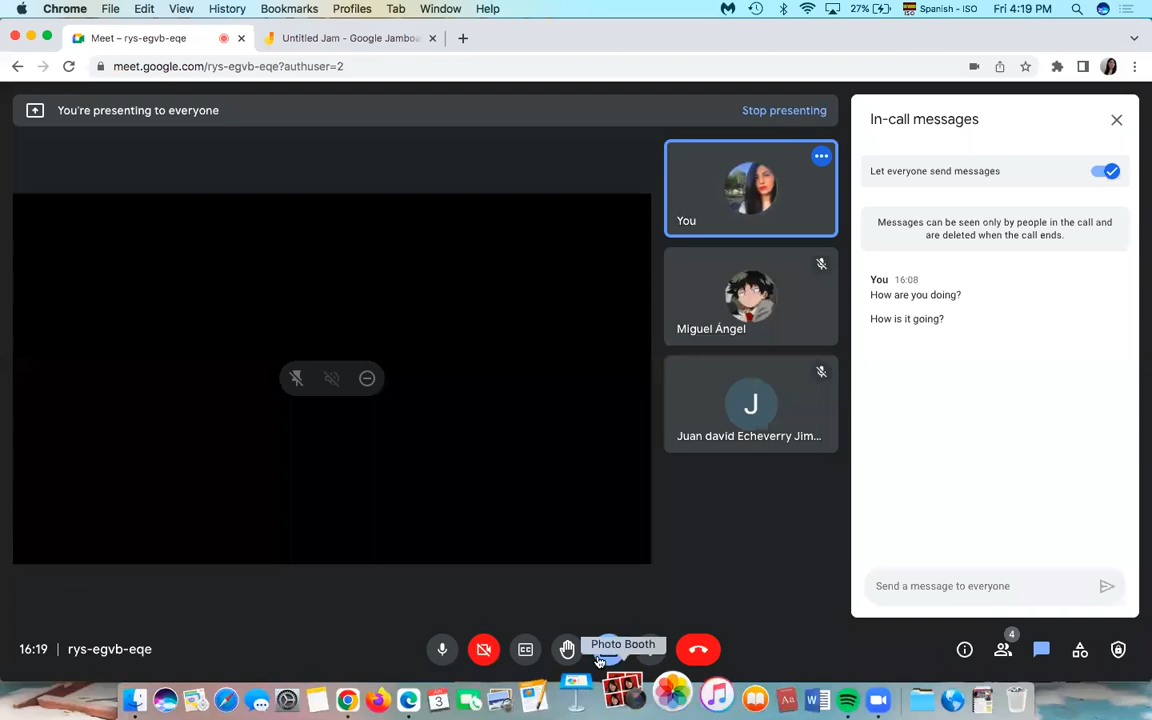 Chrome File Edit View History Bookmarks Profiles Tab Window Help 27% Spanish - ISO Fri 4:19 PM
Meet – rys-egvb-eqe
Untitled Jam - Google Jamboa
meet.google.com/rys-egvb-eqe?authuser=2
You're presenting to everyone
Stop presenting
You
Miguel Ángel
J
Juan david Echeverry Jim...
In-call messages
Let everyone send messages
Messages can be seen only by people in the call and
are deleted when the call ends.
You 16:08
How are you doing?
How is it going?
Send a message to everyone
16:19 | rys-egvb-eqe
Photo Booth
4
3